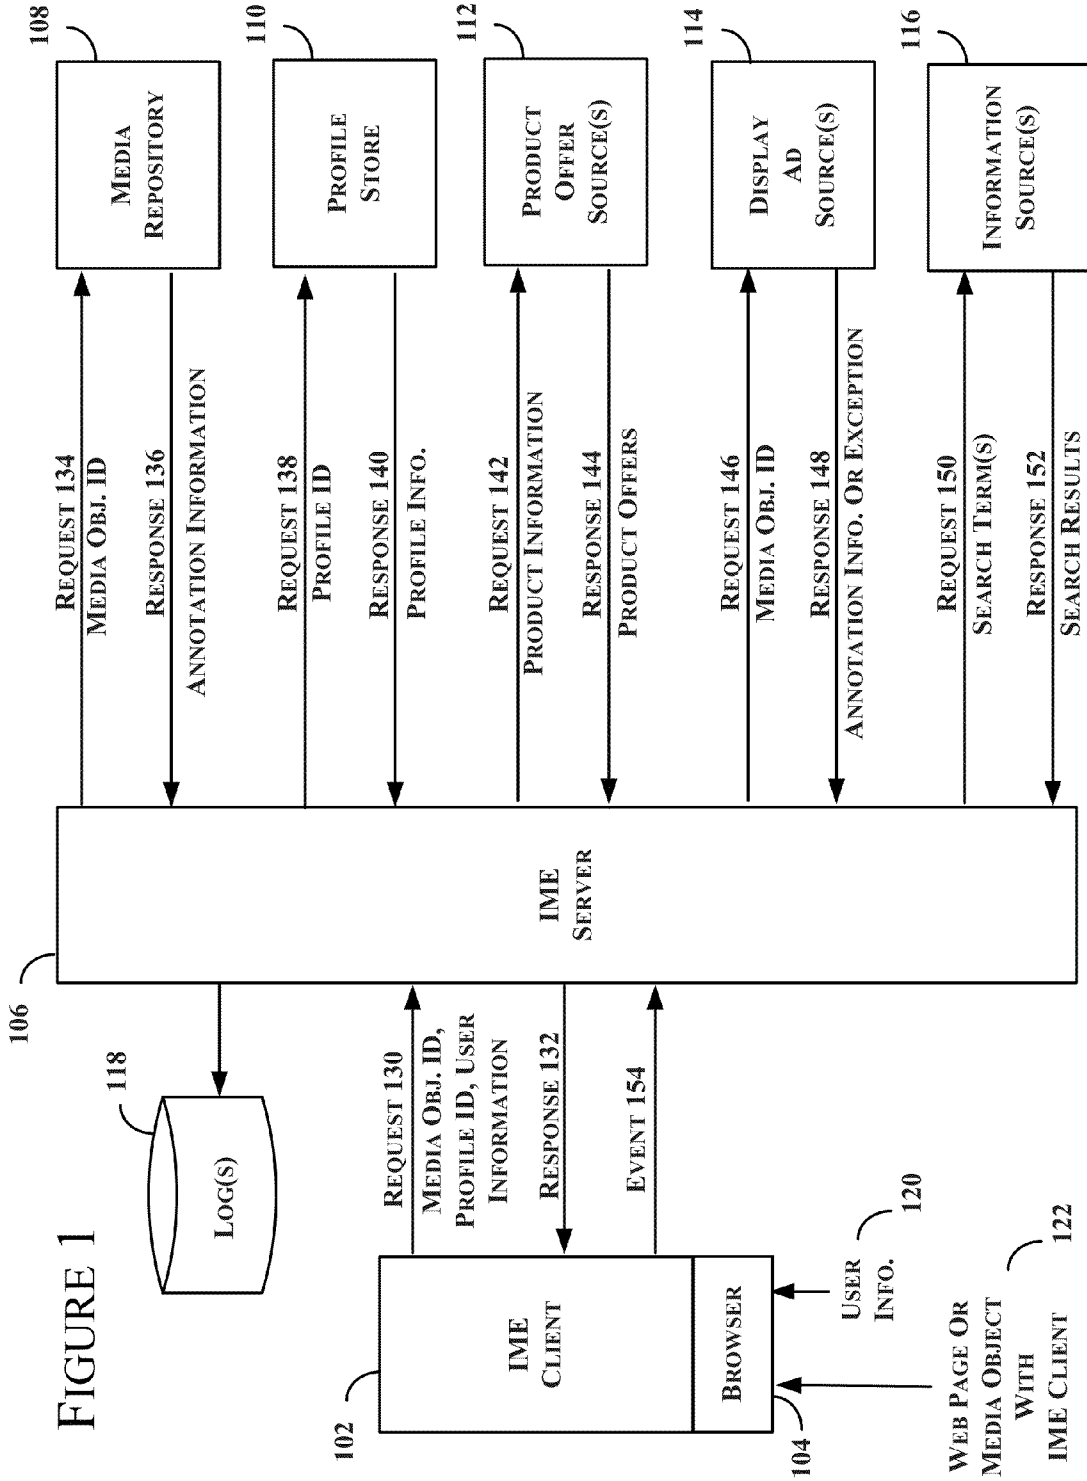 FIGURE 1
118
LOG(S)
106
IME
SERVER
102
IME
CLIENT
BROWSER
104
REQUEST 130
MEDIA OBJ. ID,
PROFILE ID, USER
INFORMATION
RESPONSE 132
EVENT 154
USER
INFO.
120
WEB PAGE OR
MEDIA OBJECT
WITH
IME CLIENT
122
REQUEST 134
MEDIA OBJ. ID
RESPONSE 136
ANNOTATION INFORMATION
108
MEDIA
REPOSITORY
REQUEST 138
PROFILE ID
RESPONSE 140
PROFILE INFO.
110
PROFILE
STORE
REQUEST 142
PRODUCT INFORMATION
RESPONSE 144
PRODUCT OFFERS
112
PRODUCT
OFFER
SOURCE(S)
REQUEST 146
MEDIA OBJ. ID
RESPONSE 148
ANNOTATION INFO. OR EXCEPTION
114
DISPLAY
AD
SOURCE(S)
REQUEST 150
SEARCH TERM(S)
RESPONSE 152
SEARCH RESULTS
116
INFORMATION
SOURCE(S)